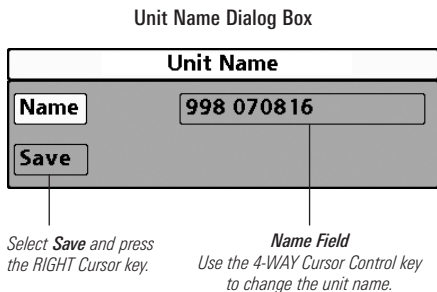 Unit Name Dialog Box
Unit Name
Name 998 070816
Save
Select Save and press
the RIGHT Cursor key.
Name Field
Use the 4-WAY Cursor Control key
to change the unit name.